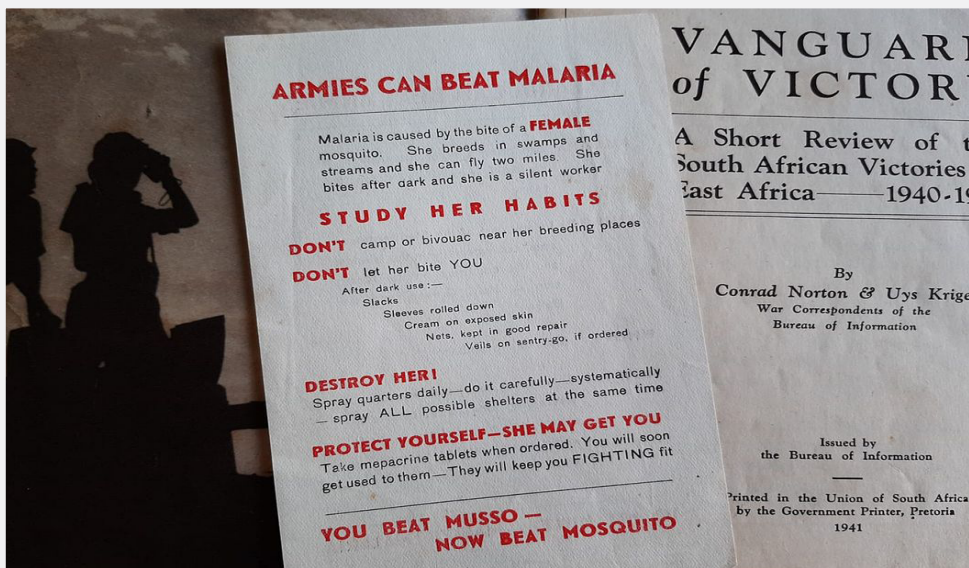 ARMIES CAN BEAT MALARIA
Malaria is caused by the bite of a FEMALE
mosquito. She breeds in swamps and
streams and she can fly two miles. She
bites after dark and she is a silent worker
STUDY HER HABITS
DON'T camp or bivouac near her breeding places
DON'T let her bite YOU
After dark use :—
Slacks
Sleeves rolled down
Cream on exposed skin
Nets, kept in good repair
Veils on sentry-go, if ordered
DESTROY HER!
Spray quarters daily—do it carefully—systematically
— spray ALL possible shelters at the same time
PROTECT YOURSELF—SHE MAY GET YOU
Take mepacrine tablets when ordered. You will soon
get used to them—They will keep you FIGHTING fit
YOU BEAT MUSSO —
NOW BEAT MOSQUITO
VANGUAR
of VICTOR
A Short Review of t
South African Victories
East Africa——1940-19
By
Conrad Norton & Uys Krige
War Correspondents of the
Bureau of Information
Issued by
the Bureau of Information
Printed in the Union of South Africa
by the Government Printer, Pretoria
1941